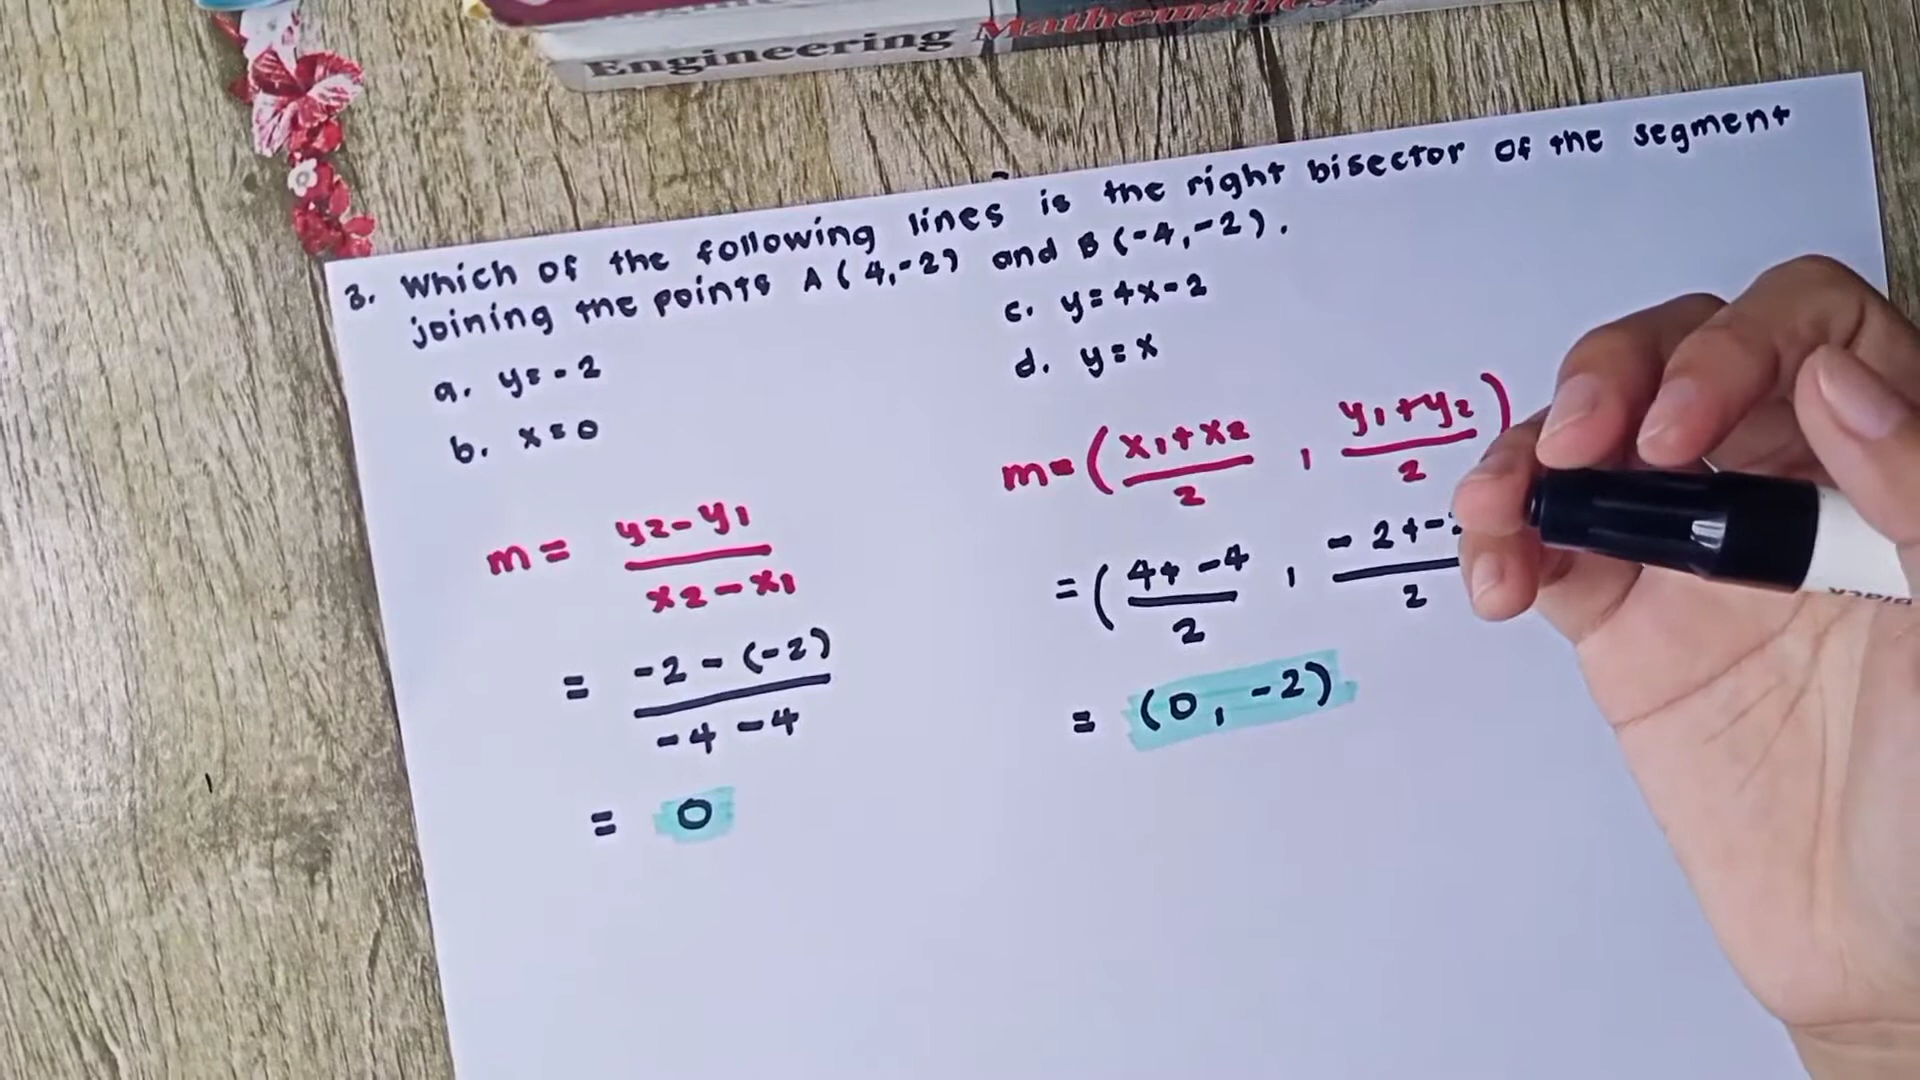 Engineering Mathematics
3. Which of the following lines is the right bisector of the segment
joining the points A(4,-2) and B(-4,-2).
a. y=-2
b. x=0
c. y=4x-2
d. y=x
m= y2-y1
x2-x1
= -2-(-2)
-4-4
= 0
m=(x1+x2 , y1+y2)
2 2
=(4+-4 , -2+-
2 2
= (0, -2)